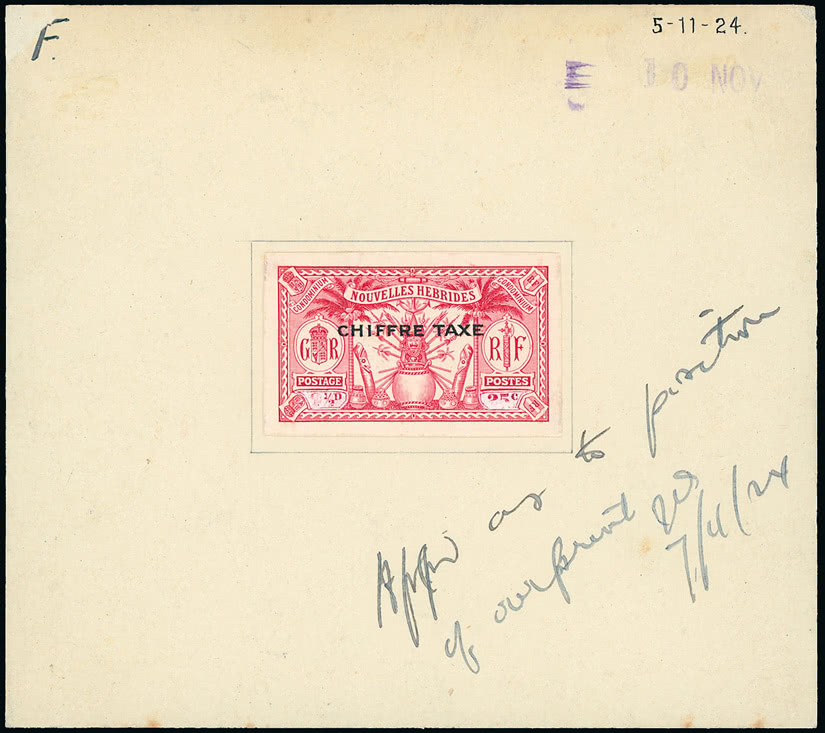 F.
5-11-24.
10 NOV
CONDOMINIUM
NOUVELLES HEBRIDES
CONDOMINIUM
CHIFFRE TAXE
G R
R F
POSTAGE
POSTES
25c
as to position
of overprint
7/11/24